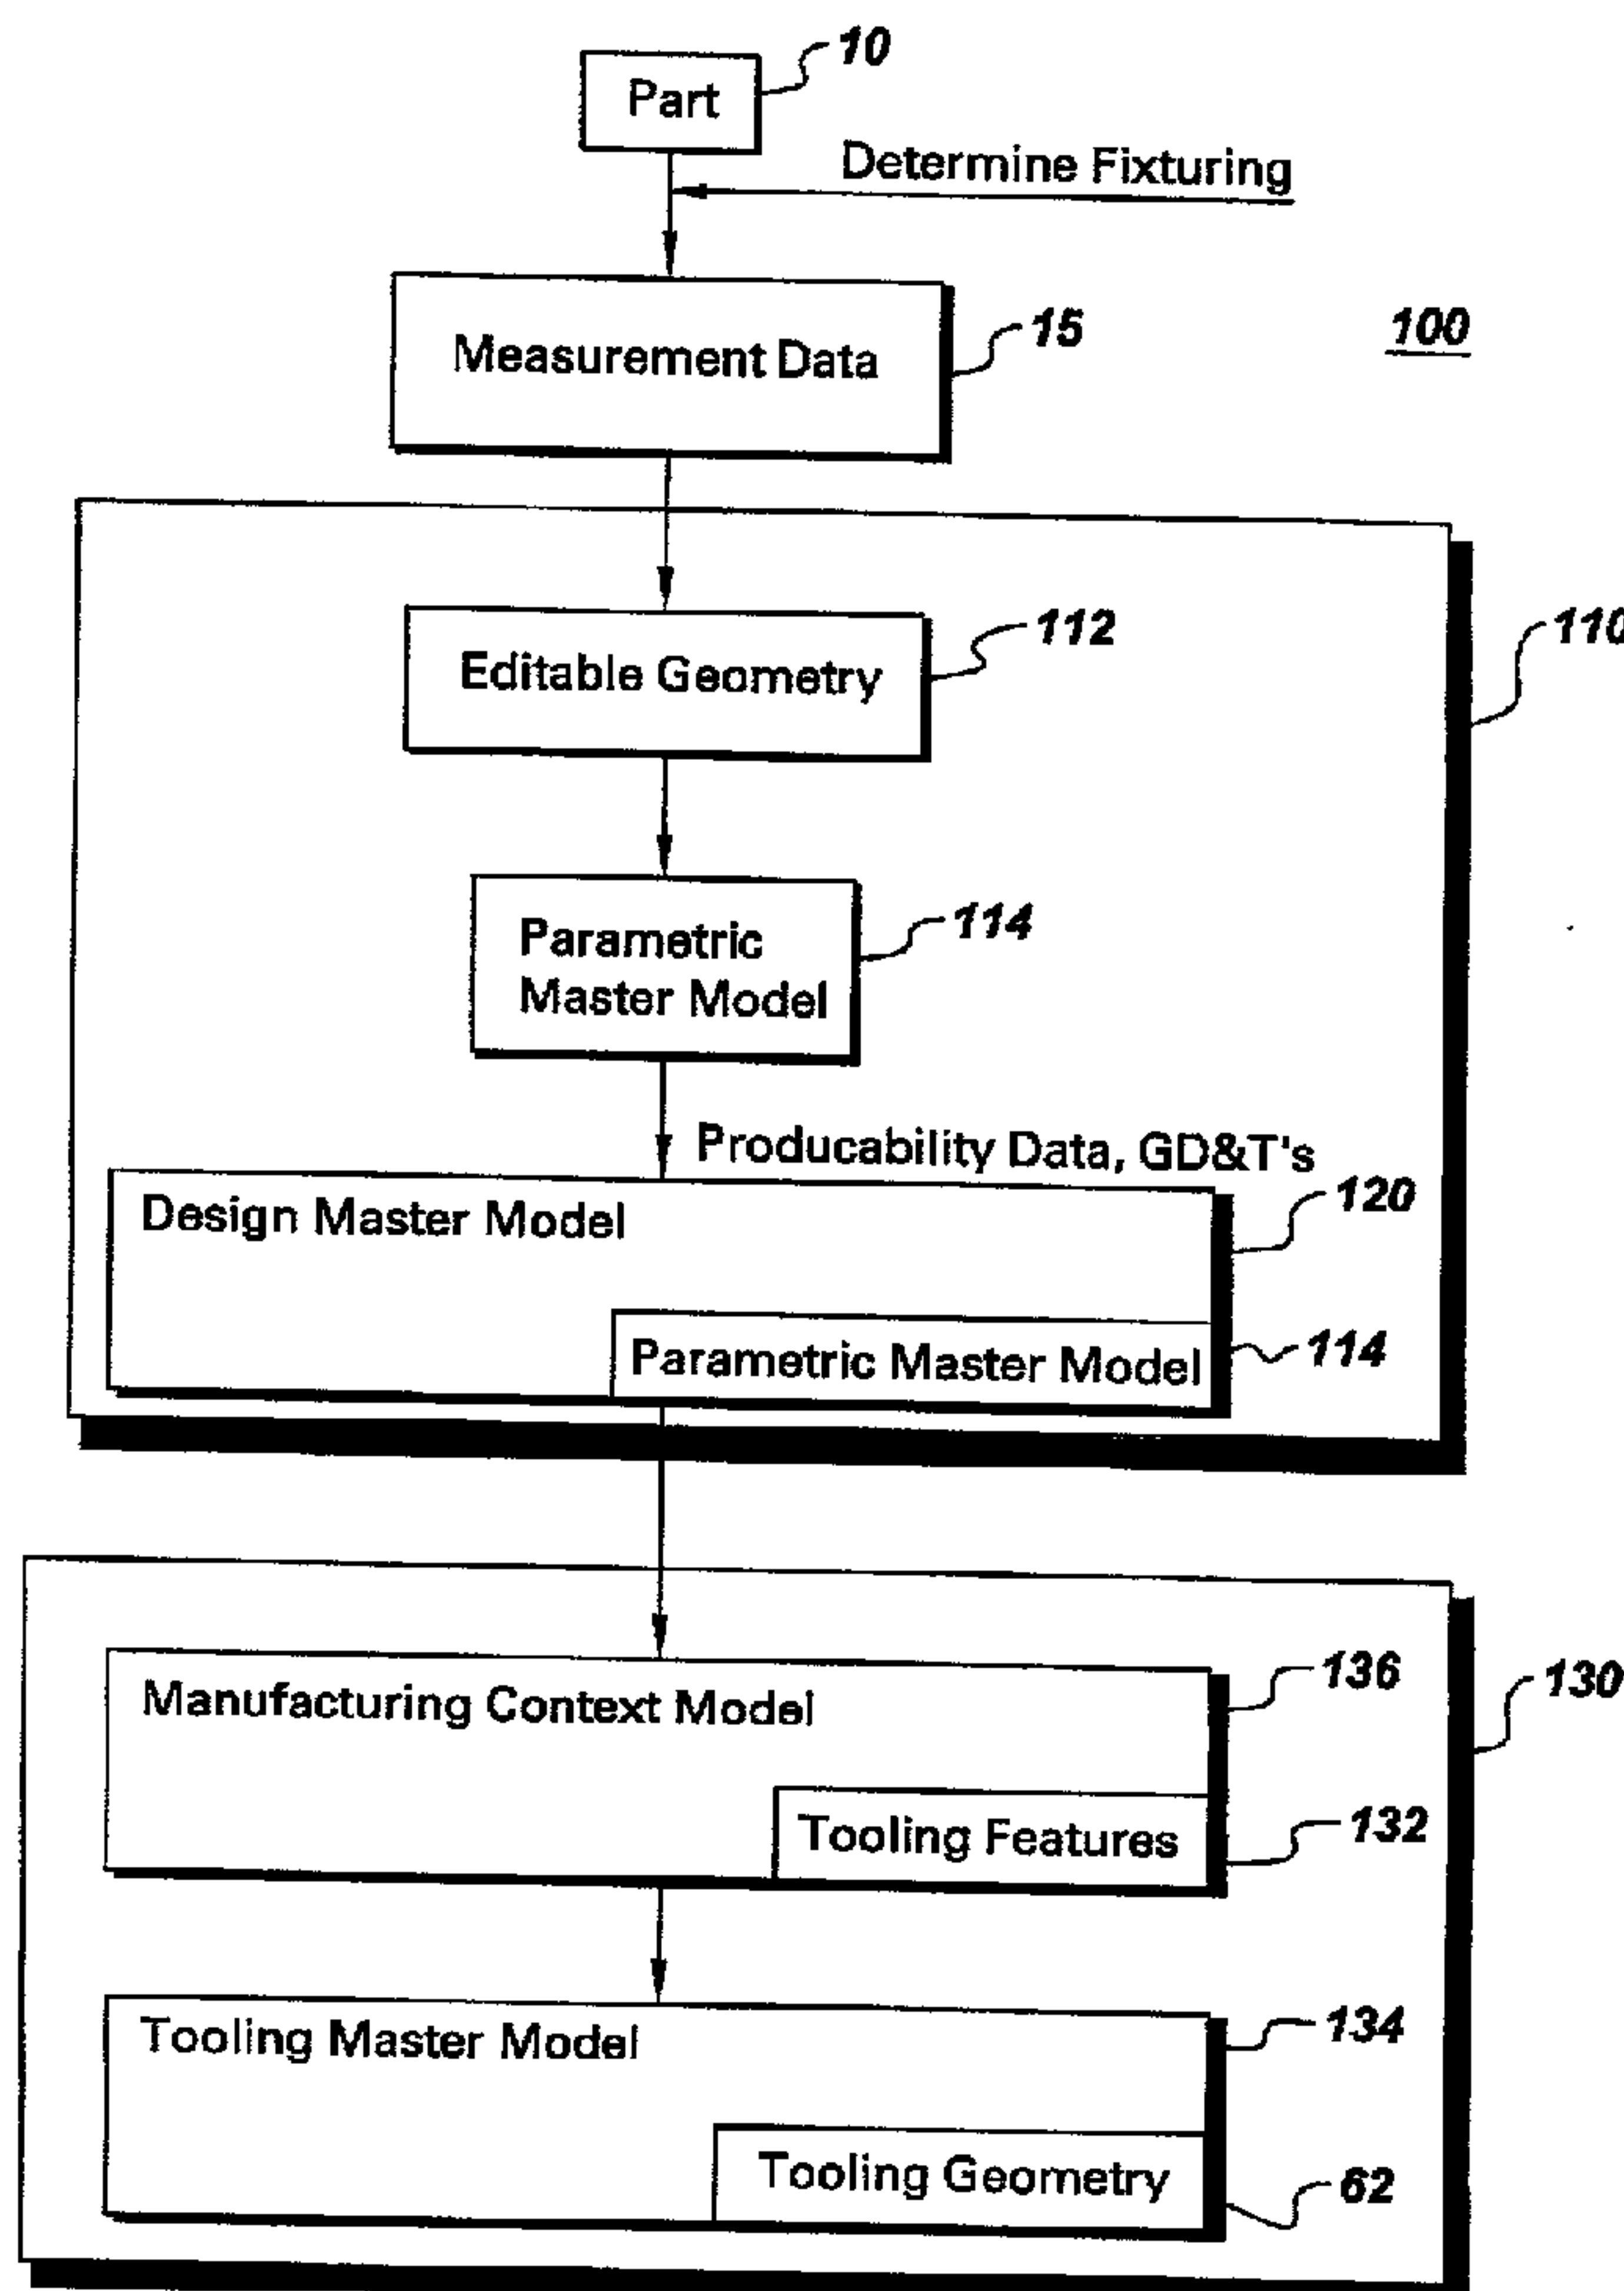 10
Part
Determine Fixturing
15
Measurement Data
100
112
110
Editable Geometry
114
Parametric
Master Model
Producability Data, GD&T's
120
Design Master Model
114
Parametric Master Model
136
130
Manufacturing Context Model
132
Tooling Features
134
Tooling Master Model
Tooling Geometry
62